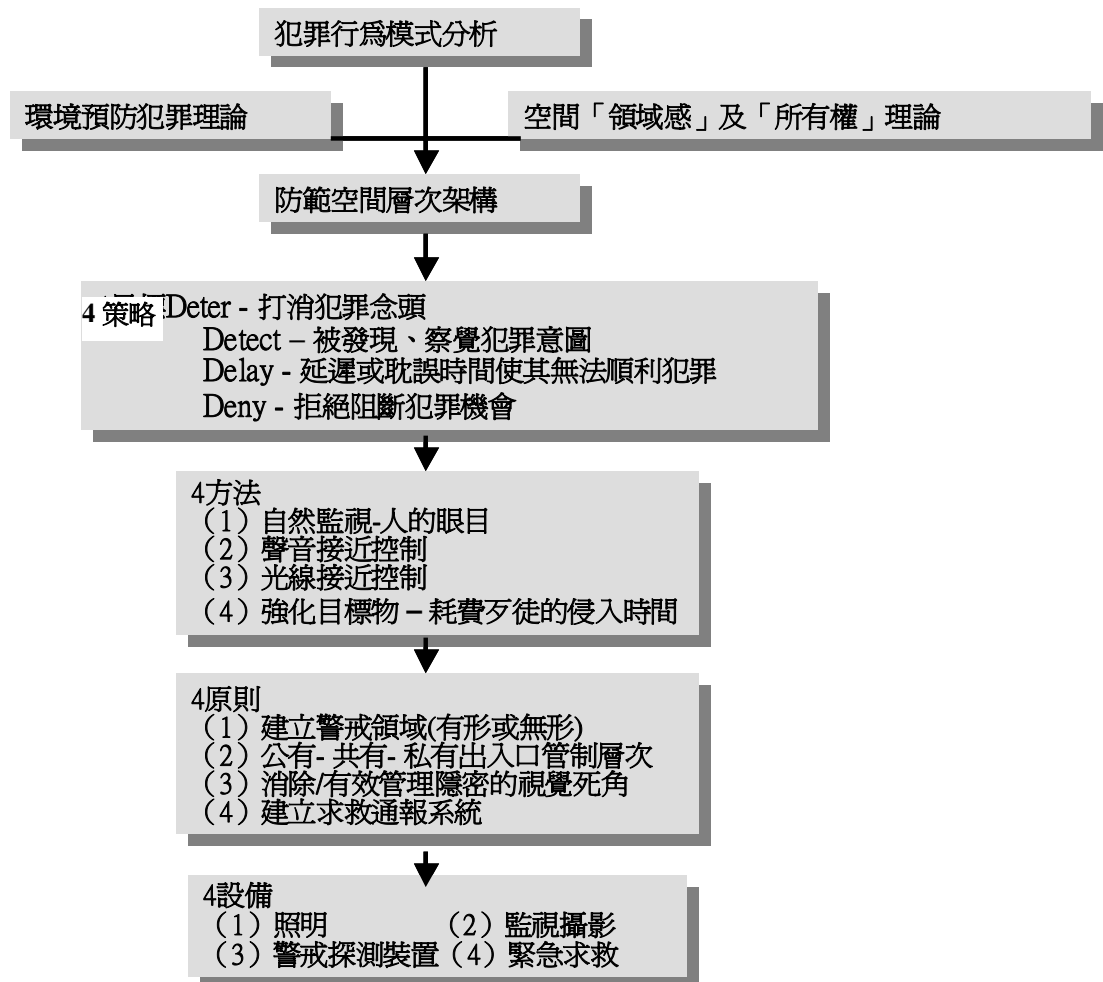 犯罪行為模式分析
環境預防犯罪理論
空間「領域感」及「所有權」理論
防範空間層次架構
4 策略 Deter - 打消犯罪念頭
Detect – 被發現、察覺犯罪意圖
Delay - 延遲或耽誤時間使其無法順利犯罪
Deny - 拒絕阻斷犯罪機會
4方法
（1）自然監視-人的眼目
（2）聲音接近控制
（3）光線接近控制
（4）強化目標物 – 耗費歹徒的侵入時間
4原則
（1）建立警戒領域(有形或無形)
（2）公有- 共有- 私有出入口管制層次
（3）消除/有效管理隱密的視覺死角
（4）建立求救通報系統
4設備
（1）照明 （2）監視攝影
（3）警戒探測裝置（4）緊急求救